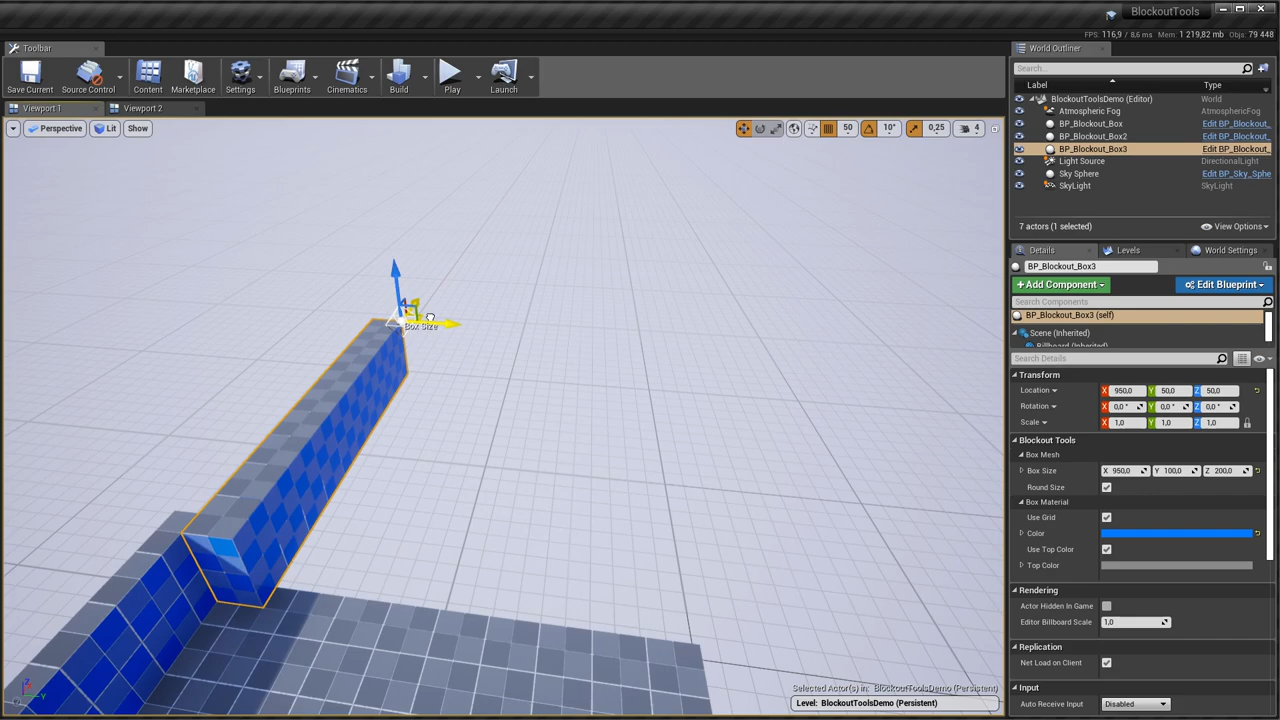 BlockoutTools
FPS: 116,9 / 8,6 ms Mem: 1 219,82 mb Objs: 79 448
Toolbar
Save Current
Source Control
Content
Marketplace
Settings
Blueprints
Cinematics
Build
Play
Launch
Viewport 1
Viewport 2
Perspective
Lit
Show
50
10°
0,25
4
Box Size
Selected Actor(s) in: BlockoutToolsDemo (Persistent)
Level: BlockoutToolsDemo (Persistent)
World Outliner
Search...
Label Type
BlockoutToolsDemo (Editor) World
Atmospheric Fog AtmosphericFog
BP_Blockout_Box Edit BP_Blockout_
BP_Blockout_Box2 Edit BP_Blockout_
BP_Blockout_Box3 Edit BP_Blockout_
Light Source DirectionalLight
Sky Sphere Edit BP_Sky_Sphe
SkyLight SkyLight
7 actors (1 selected) View Options
Details
Levels
World Settings
BP_Blockout_Box3
+ Add Component
Edit Blueprint
Search Components
BP_Blockout_Box3 (self)
Scene (Inherited)
Billboard (Inherited)
Search Details
Transform
Location X 950,0 Y 50,0 Z 50,0
Rotation X 0,0 ° Y 0,0 ° Z 0,0 °
Scale X 1,0 Y 1,0 Z 1,0
Blockout Tools
Box Mesh
Box Size X 950,0 Y 100,0 Z 200,0
Round Size
Box Material
Use Grid
Color
Use Top Color
Top Color
Rendering
Actor Hidden In Game
Editor Billboard Scale 1,0
Replication
Net Load on Client
Input
Auto Receive Input Disabled